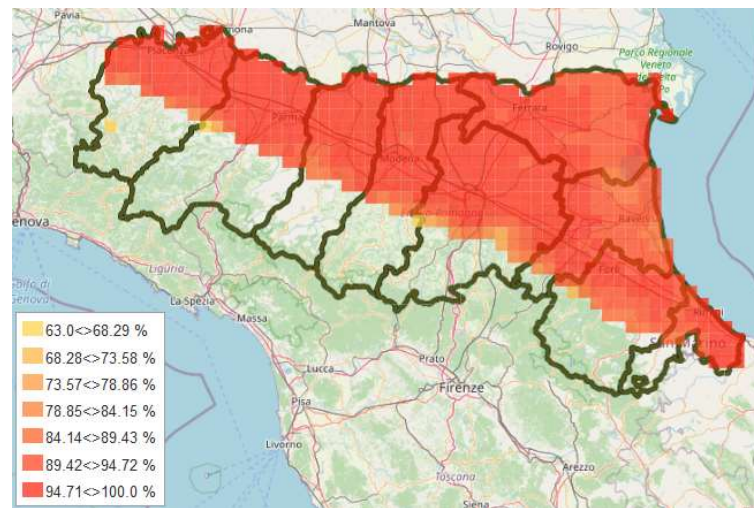 Pavia
Mantova
Rovigo
Parco Regionale
Veneto
Po
Piacenza
Parma
Ferrara
Modena
Ravenna
Forlì
Rimini
San Marino
Golfo di
Genova
Liguria
La Spezia
Massa
Lucca
Prato
Firenze
Pisa
Livorno
Arezzo
Toscana
Siena
63.0<>68.29 %
68.28<>73.58 %
73.57<>78.86 %
78.85<>84.15 %
84.14<>89.43 %
89.42<>94.72 %
94.71<>100.0 %